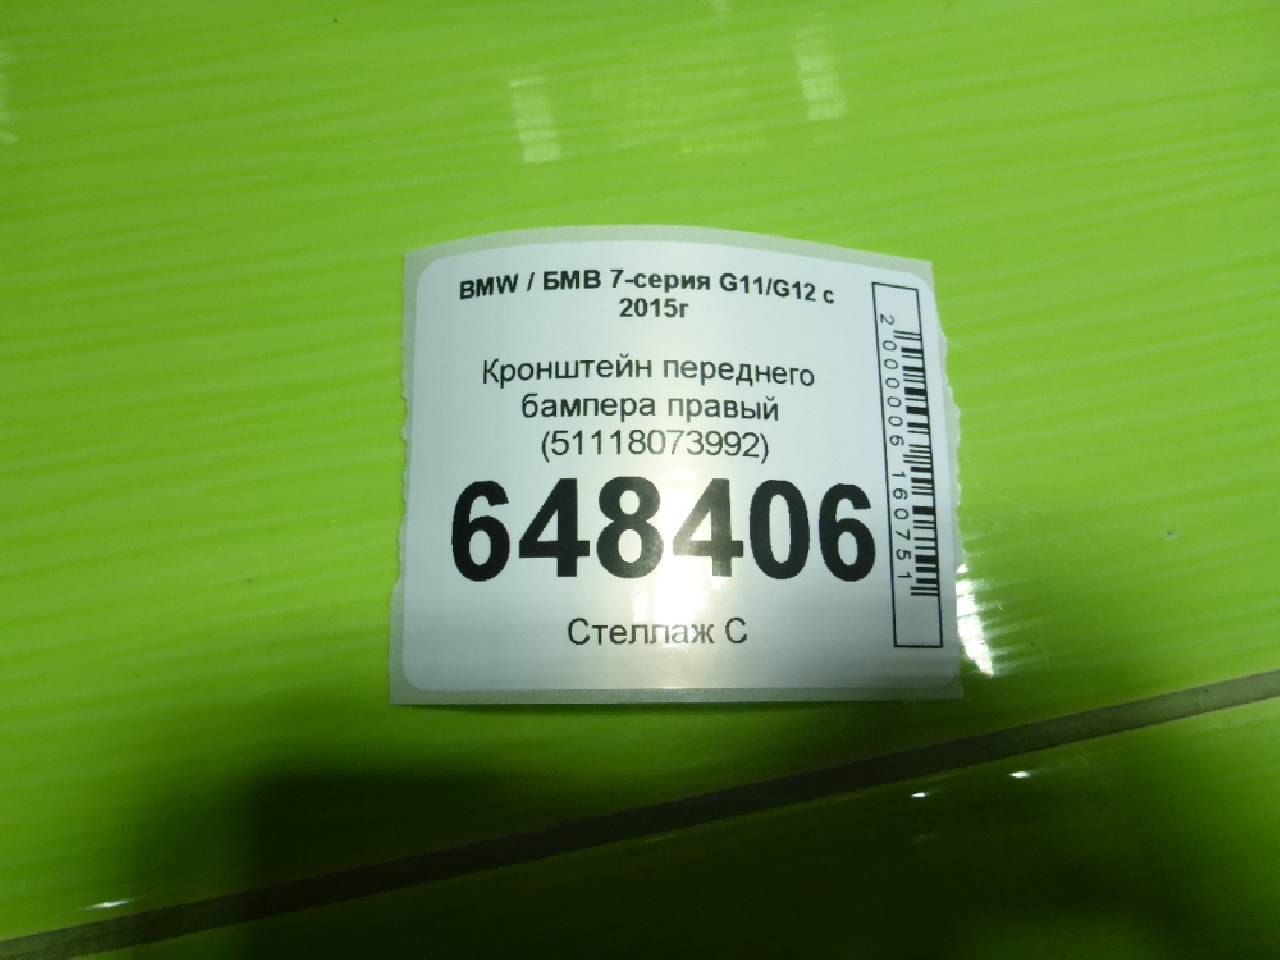 BMW / БМВ 7-серия G11/G12 с
2015г
Кронштейн переднего
бампера правый
(51118073992)
648406
Стеллаж С
2000006160751